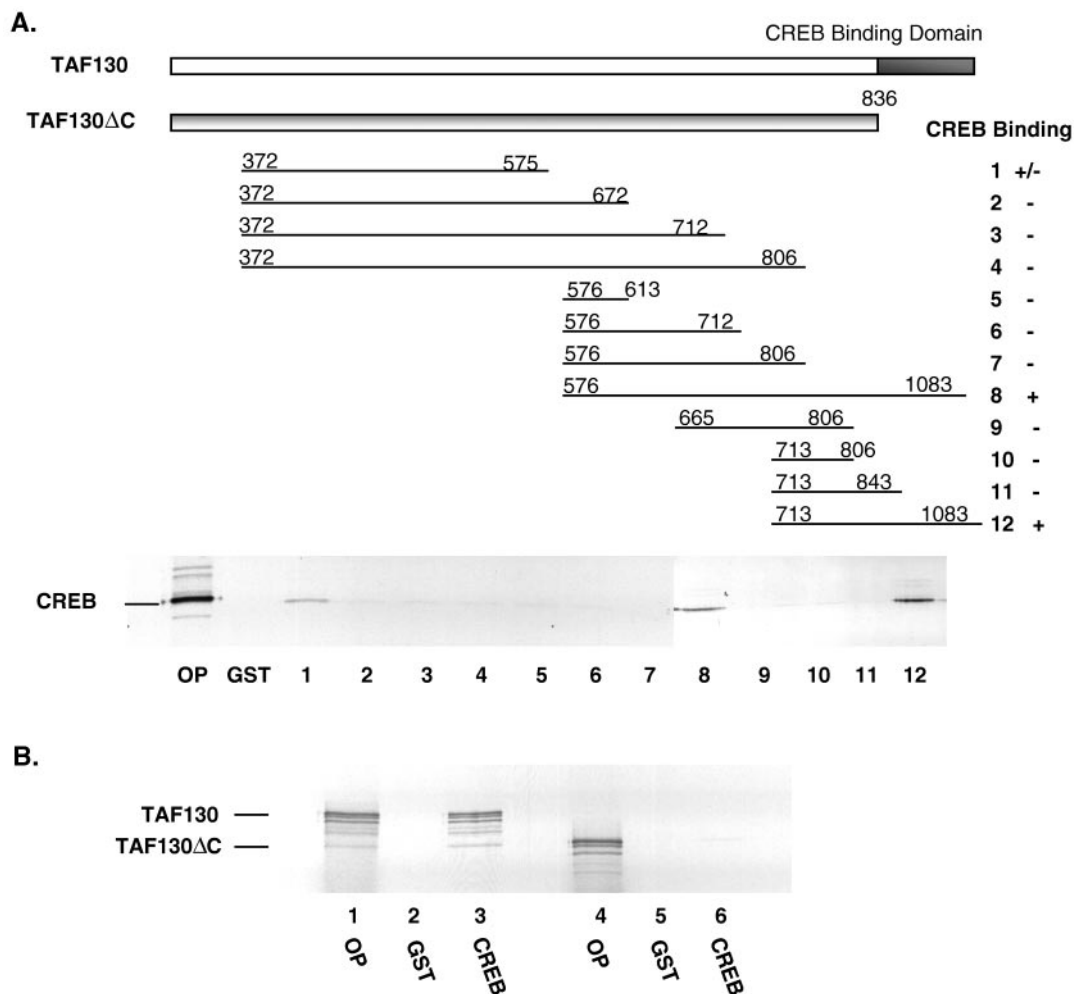 A.
CREB Binding Domain
TAF130
836
TAF130ΔC
CREB Binding
372 575 1 +/-
372 672 2 -
372 712 3 -
372 806 4 -
576 613 5 -
576 712 6 -
576 806 7 -
576 1083 8 +
665 806 9 -
713 806 10 -
713 843 11 -
713 1083 12 +
CREB
OP GST 1 2 3 4 5 6 7 8 9 10 11 12
B.
TAF130
TAF130ΔC
1 2 3 4 5 6
OP GST CREB OP GST CREB